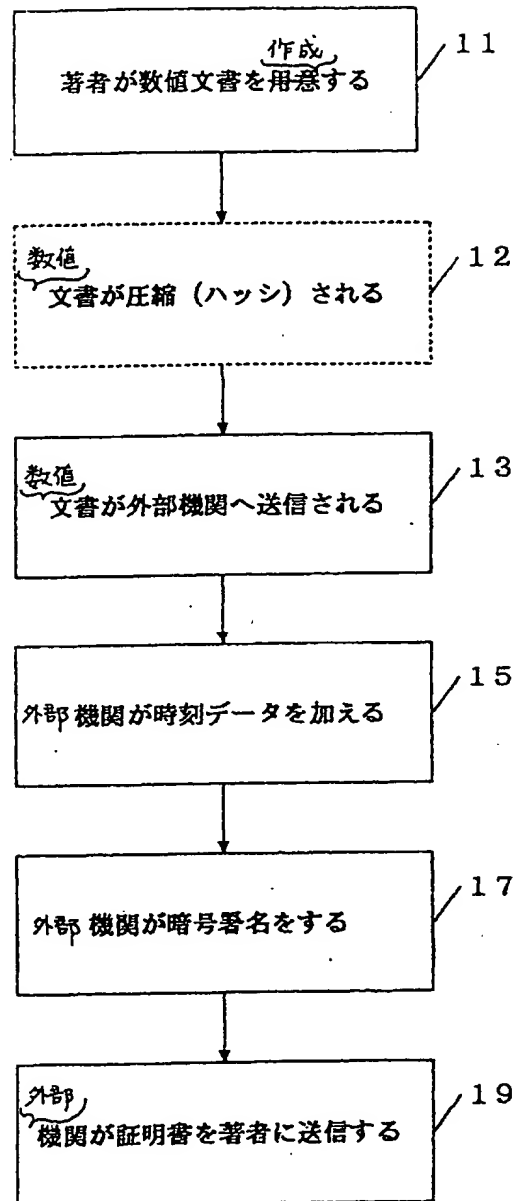 作成
著者が数値文書を用意する
11
数値
文書が圧縮(ハッシ)される
12
数値
文書が外部機関へ送信される
13
外部機関が時刻データを加える
15
外部機関が暗号署名をする
17
外部
機関が証明書を著者に送信する
19